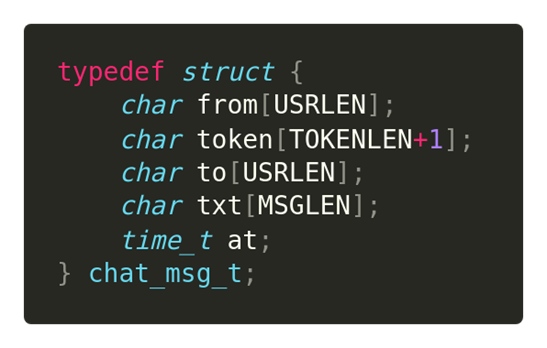 typedef struct {
    char from[USRLEN];
    char token[TOKENLEN+1];
    char to[USRLEN];
    char txt[MSGLEN];
    time_t at;
} chat_msg_t;